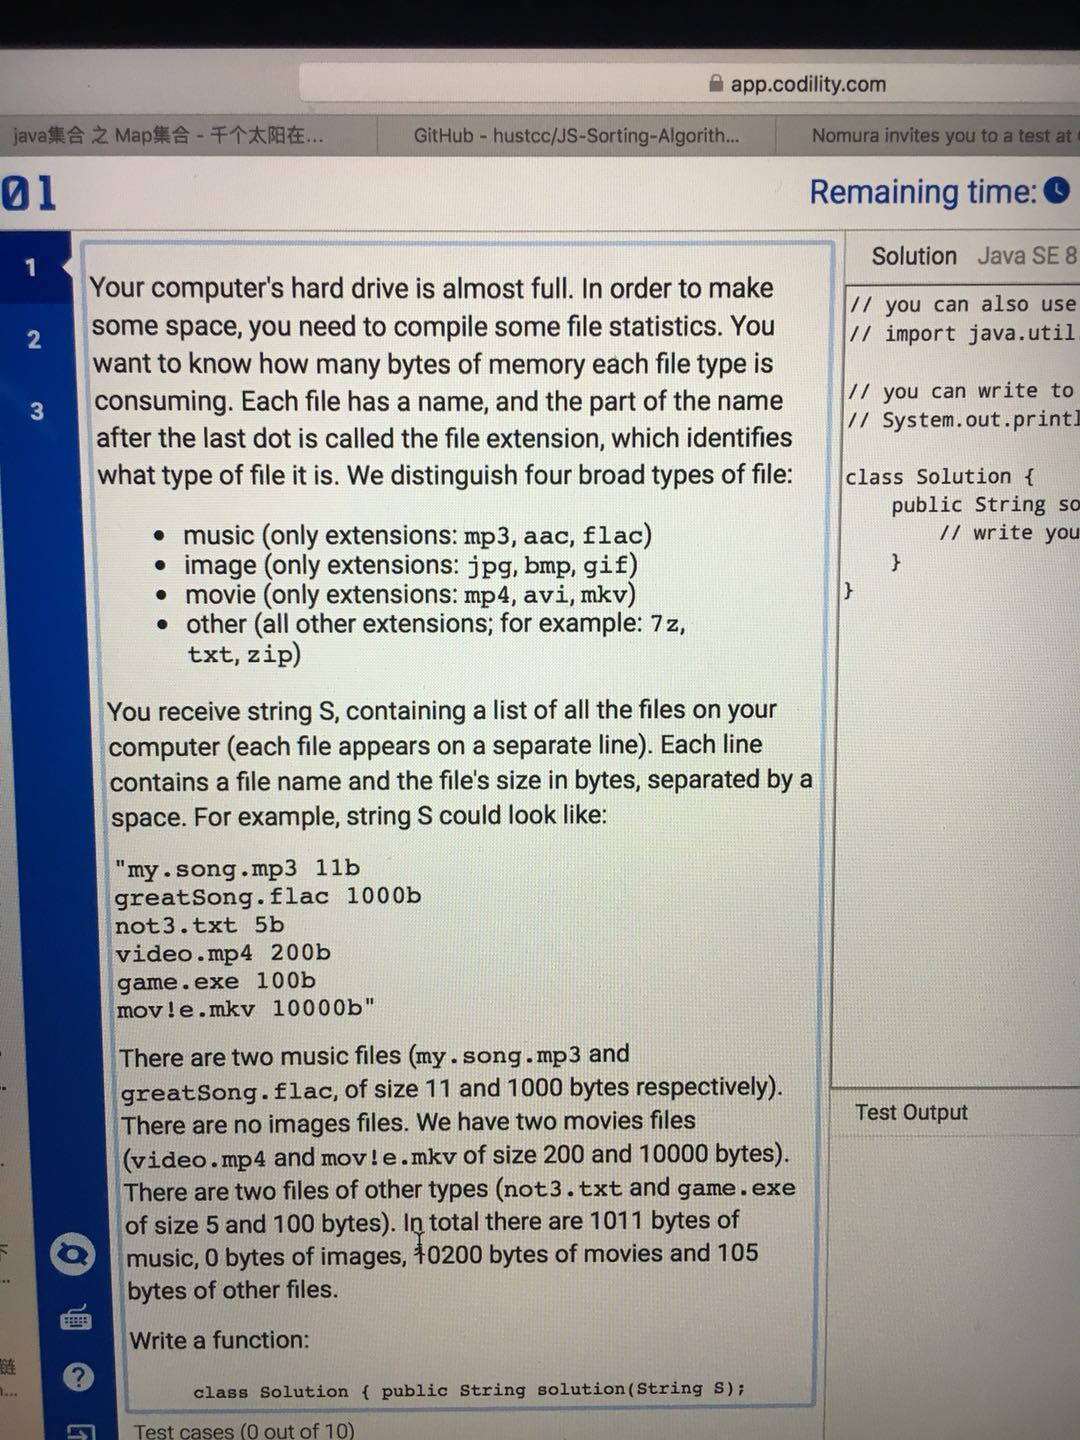 app.codility.com
java集合 之 Map集合 - 千个太阳在...
GitHub - hustcc/JS-Sorting-Algorith...
Nomura invites you to a test at
01
Remaining time:
1
2
3
Your computer's hard drive is almost full. In order to make
some space, you need to compile some file statistics. You
want to know how many bytes of memory each file type is
consuming. Each file has a name, and the part of the name
after the last dot is called the file extension, which identifies
what type of file it is. We distinguish four broad types of file:
• music (only extensions: mp3, aac, flac)
• image (only extensions: jpg, bmp, gif)
• movie (only extensions: mp4, avi, mkv)
• other (all other extensions; for example: 7z,
txt, zip)
You receive string S, containing a list of all the files on your
computer (each file appears on a separate line). Each line
contains a file name and the file's size in bytes, separated by a
space. For example, string S could look like:
"my.song.mp3 11b
greatSong.flac 1000b
not3.txt 5b
video.mp4 200b
game.exe 100b
mov!e.mkv 10000b"
There are two music files (my.song.mp3 and
greatSong.flac, of size 11 and 1000 bytes respectively).
There are no images files. We have two movies files
(video.mp4 and mov!e.mkv of size 200 and 10000 bytes).
There are two files of other types (not3.txt and game.exe
of size 5 and 100 bytes). In total there are 1011 bytes of
music, 0 bytes of images, 10200 bytes of movies and 105
bytes of other files.
Write a function:
class Solution { public String solution(String S);
Test cases (0 out of 10)
Solution Java SE 8
// you can also use
// import java.util
// you can write to
// System.out.printl
class Solution {
public String so
// write you
}
}
Test Output